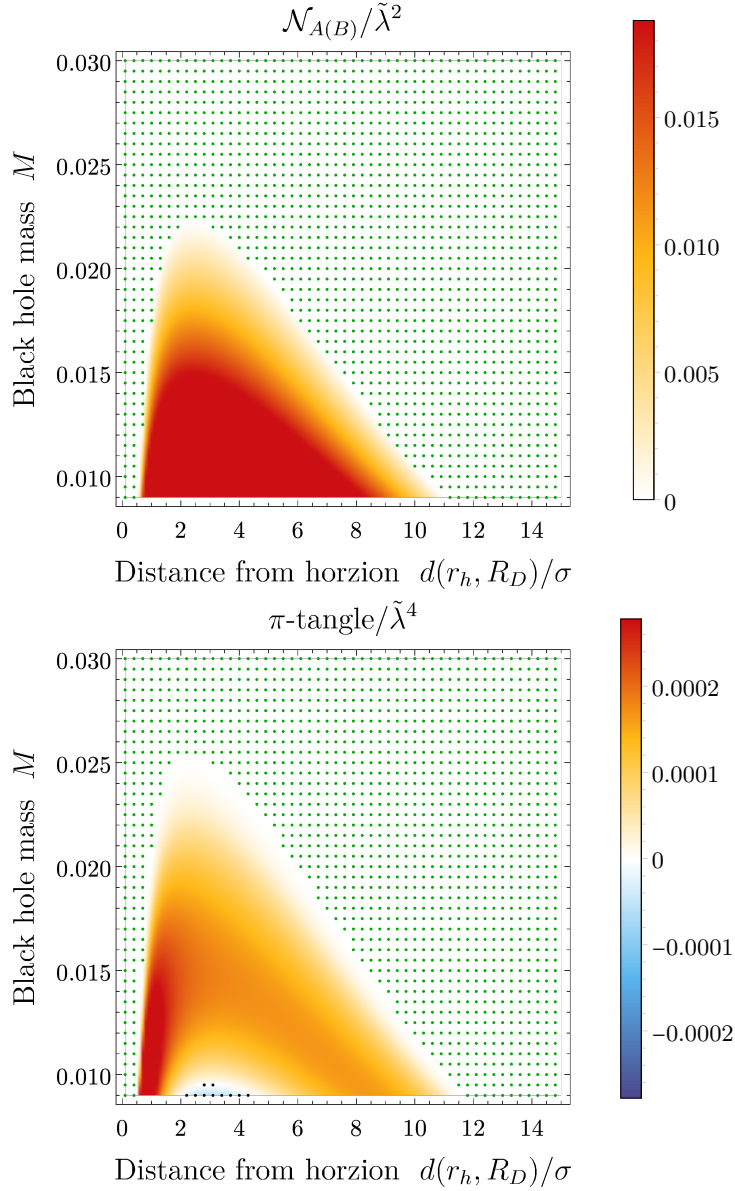 𝒩_{A(B)}/λ̃²
0.030
0.025
0.020
0.015
0.010
Black hole mass M
0 2 4 6 8 10 12 14
Distance from horzion d(r_h, R_D)/σ
0.015
0.010
0.005
0
π-tangle/λ̃⁴
0.030
0.025
0.020
0.015
0.010
Black hole mass M
0 2 4 6 8 10 12 14
Distance from horzion d(r_h, R_D)/σ
0.0002
0.0001
0
−0.0001
−0.0002